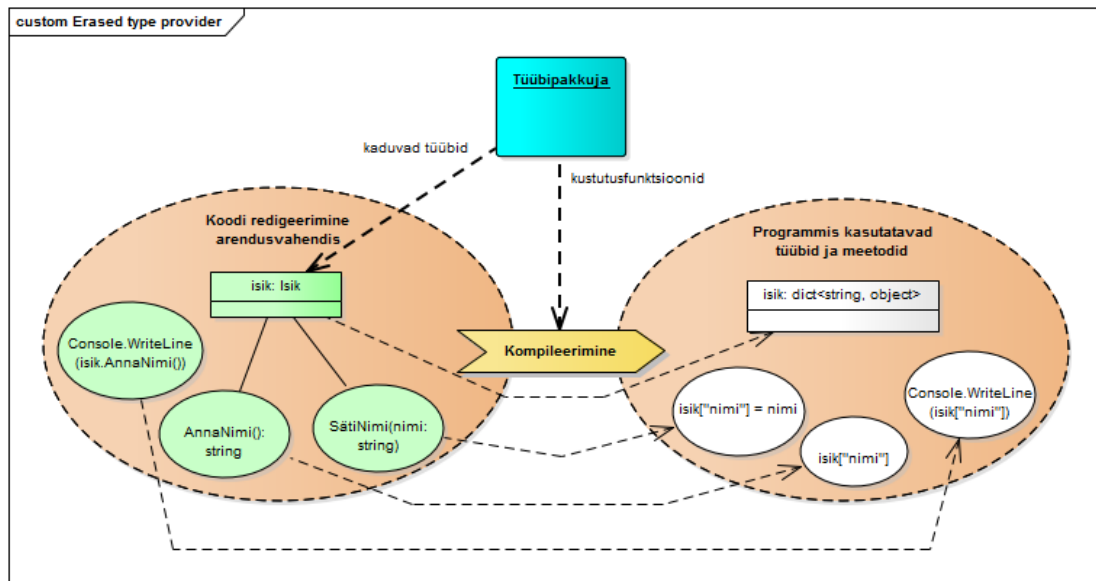 custom Erased type provider
Tüübipakkuja
kaduvad tüübid
kustutusfunktsioonid
Koodi redigeerimine
arendusvahendis
isik: Isik
Console.WriteLine
(isik.AnnaNimi())
AnnaNimi():
string
SätiNimi(nimi:
string)
Kompileerimine
Programmis kasutatavad
tüübid ja meetodid
isik: dict<string, object>
isik["nimi"] = nimi
isik["nimi"]
Console.WriteLine
(isik["nimi"])